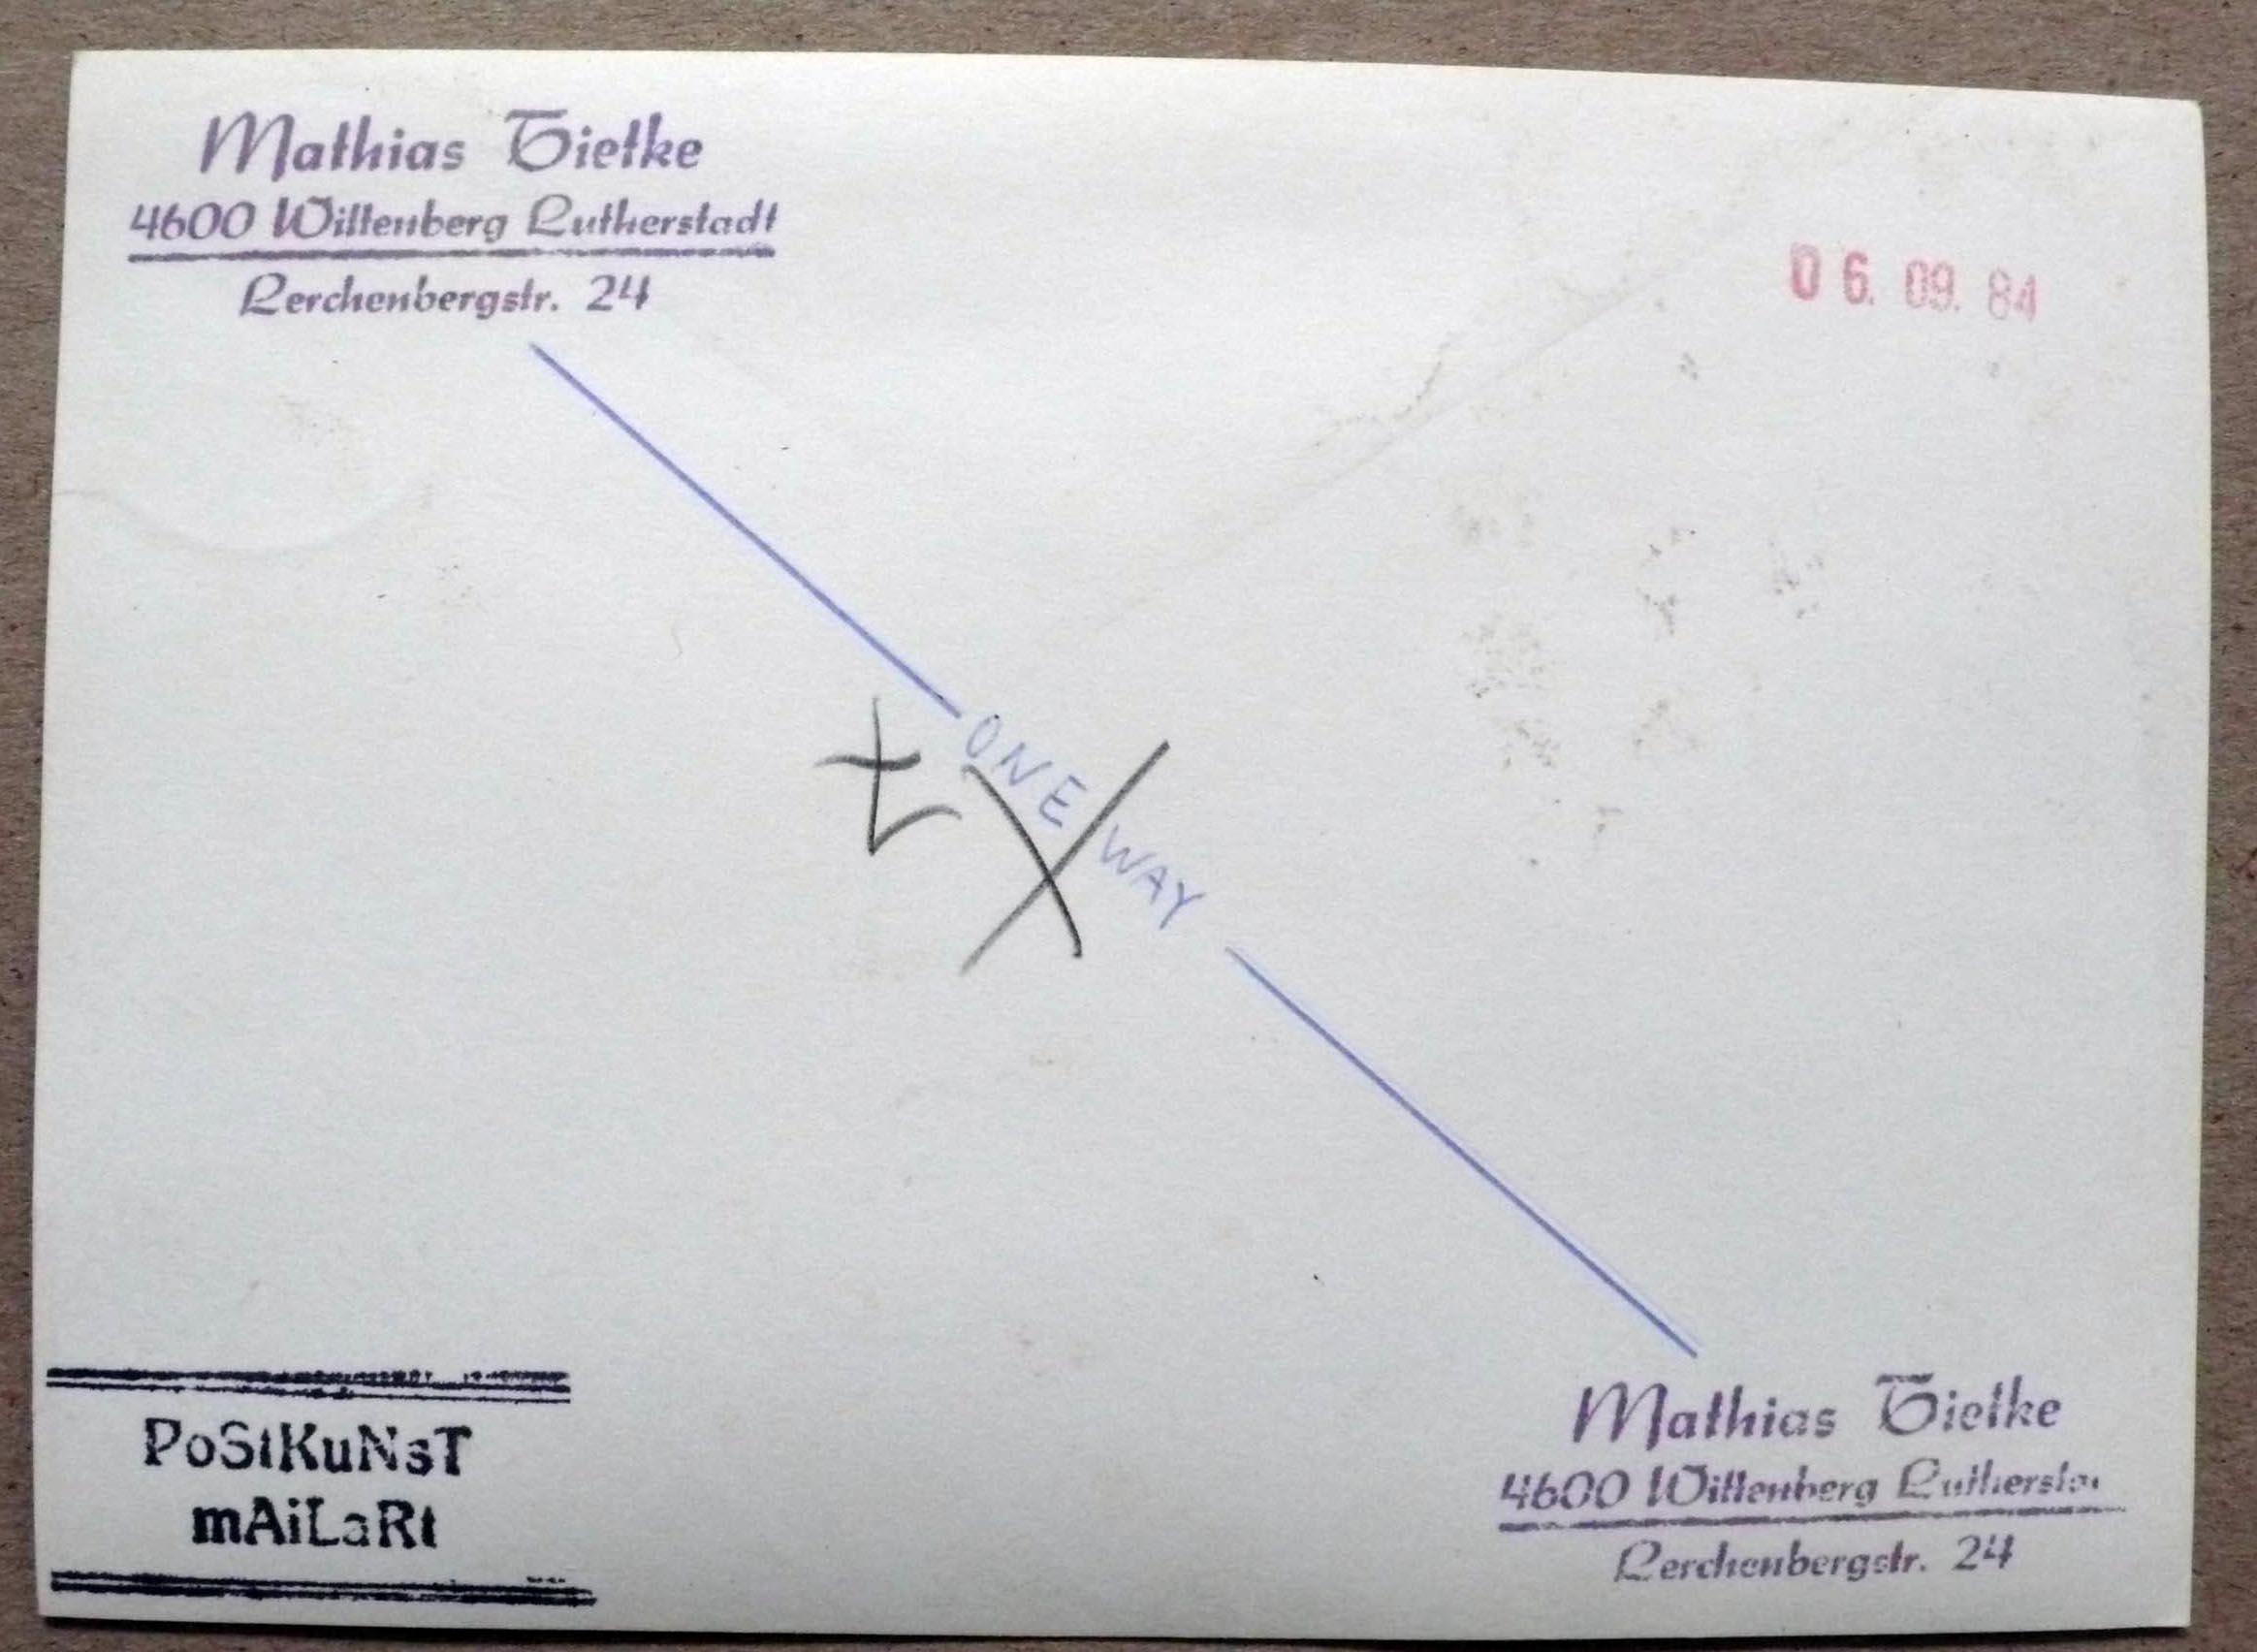 Mathias Tietke
4600 Wittenberg Lutherstadt
Lerchenbergstr. 24
06. 09. 84
ONE WAY
PoStKuNsT
mAiLaRt
Mathias Tietke
4600 Wittenberg
Lerchenbergstr. 24